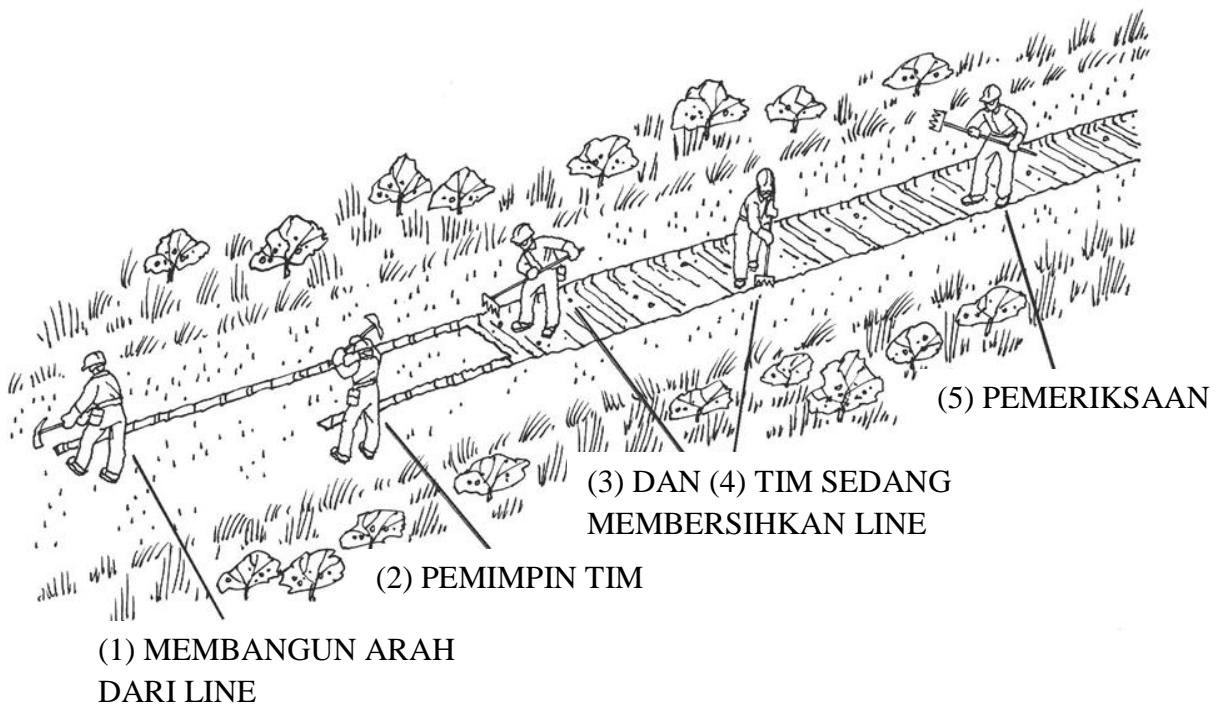 (5) PEMERIKSAAN
(3) DAN (4) TIM SEDANG
MEMBERSIHKAN LINE
(2) PEMIMPIN TIM
(1) MEMBANGUN ARAH
DARI LINE